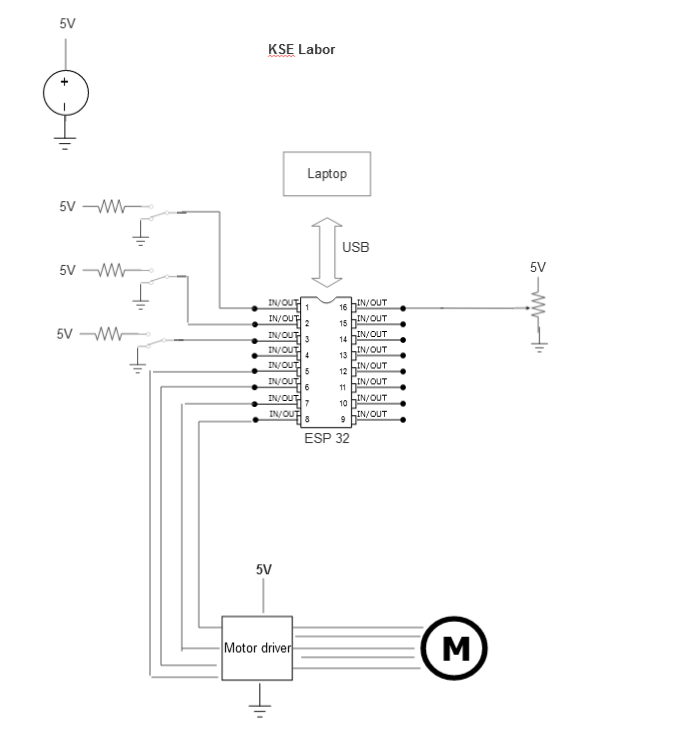 5V
KSE Labor
+
Laptop
5V
USB
5V
5V
5V
IN/OUT 1 16 IN/OUT
IN/OUT 2 15 IN/OUT
IN/OUT 3 14 IN/OUT
IN/OUT 4 13 IN/OUT
IN/OUT 5 12 IN/OUT
IN/OUT 6 11 IN/OUT
IN/OUT 7 10 IN/OUT
IN/OUT 8 9 IN/OUT
ESP 32
5V
Motor driver
M